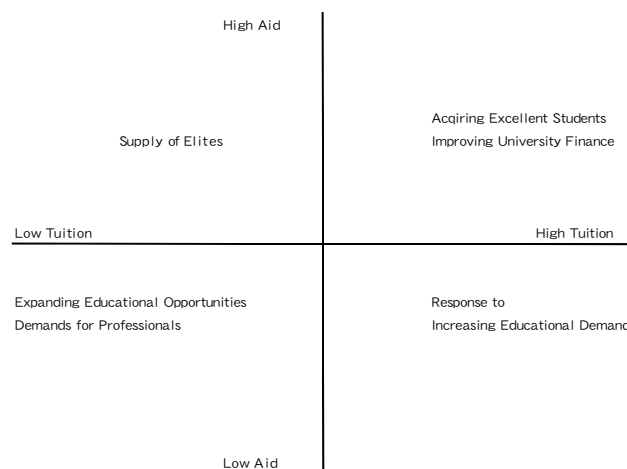 High Aid
Acqiring Excellent Students
Supply of Elites
Improving University Finance
Low Tuition
High Tuition
Expanding Educational Opportunities
Demands for Professionals
Response to
Increasing Educational Demand
Low Aid